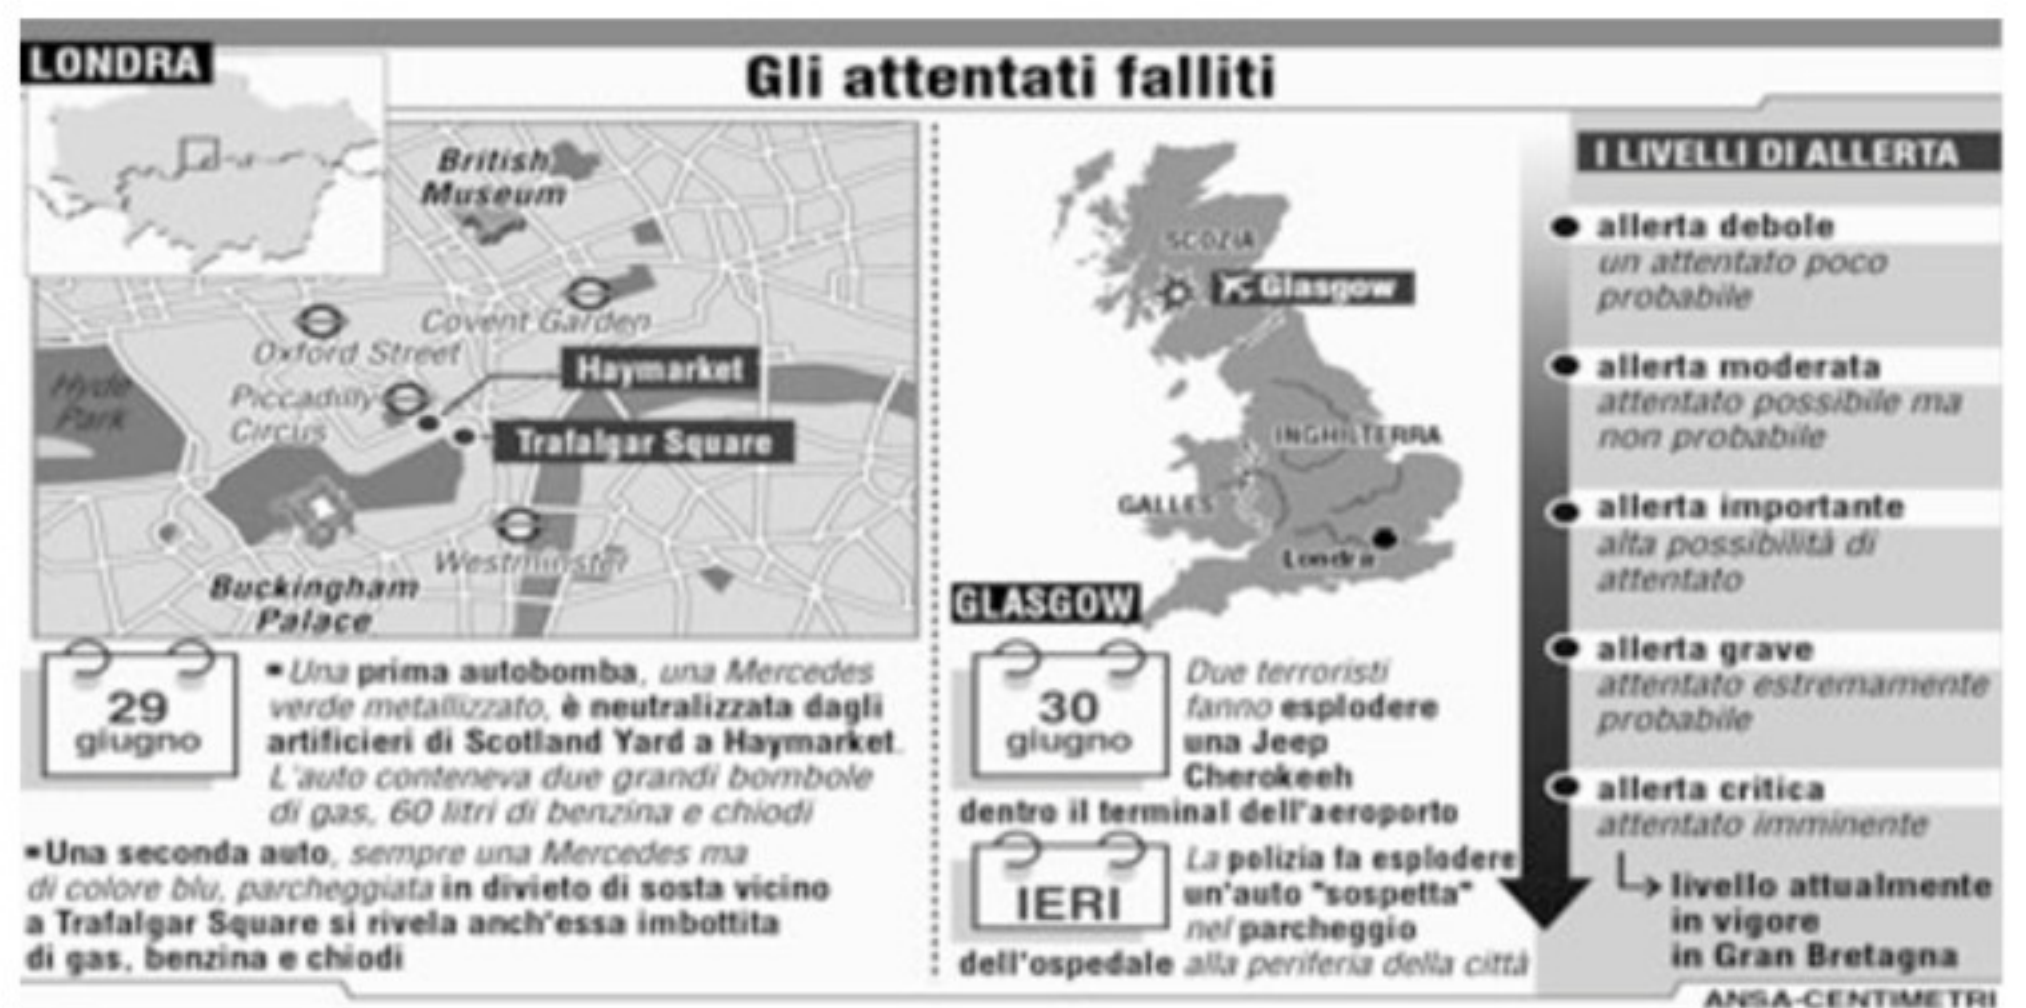 LONDRA
Gli attentati falliti
British
Museum
Covent Garden
Oxford Street
Haymarket
Hyde
Park
Piccadilly
Circus
Trafalgar Square
Westminster
Buckingham
Palace
29
giugno
Una prima autobomba, una Mercedes
verde metallizzato, è neutralizzata dagli
artificieri di Scotland Yard a Haymarket.
L'auto conteneva due grandi bombole
di gas, 60 litri di benzina e chiodi
Una seconda auto, sempre una Mercedes ma
di colore blu, parcheggiata in divieto di sosta vicino
a Trafalgar Square si rivela anch'essa imbottita
di gas, benzina e chiodi
SCOZIA
Glasgow
INGHILTERRA
GALLES
Londra
GLASGOW
30
giugno
Due terroristi
fanno esplodere
una Jeep
Cherokeeh
dentro il terminal dell'aeroporto
IERI
La polizia fa esplodere
un'auto "sospetta"
nel parcheggio
dell'ospedale alla periferia della città
I LIVELLI DI ALLERTA
allerta debole
un attentato poco
probabile
allerta moderata
attentato possibile ma
non probabile
allerta importante
alta possibilità di
attentato
allerta grave
attentato estremamente
probabile
allerta critica
attentato imminente
livello attualmente
in vigore
in Gran Bretagna
ANSA-CENTIMETRI